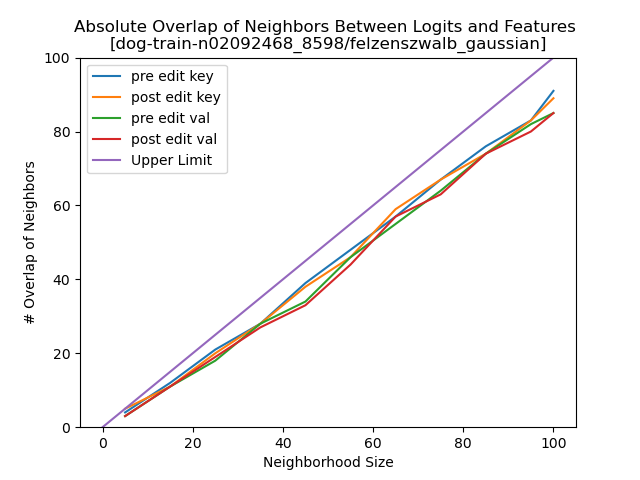 Absolute Overlap of Neighbors Between Logits and Features
[dog-train-n02092468_8598/felzenszwalb_gaussian]
pre edit key
post edit key
pre edit val
post edit val
Upper Limit
# Overlap of Neighbors
100
80
60
40
20
0
0 20 40 60 80 100
Neighborhood Size